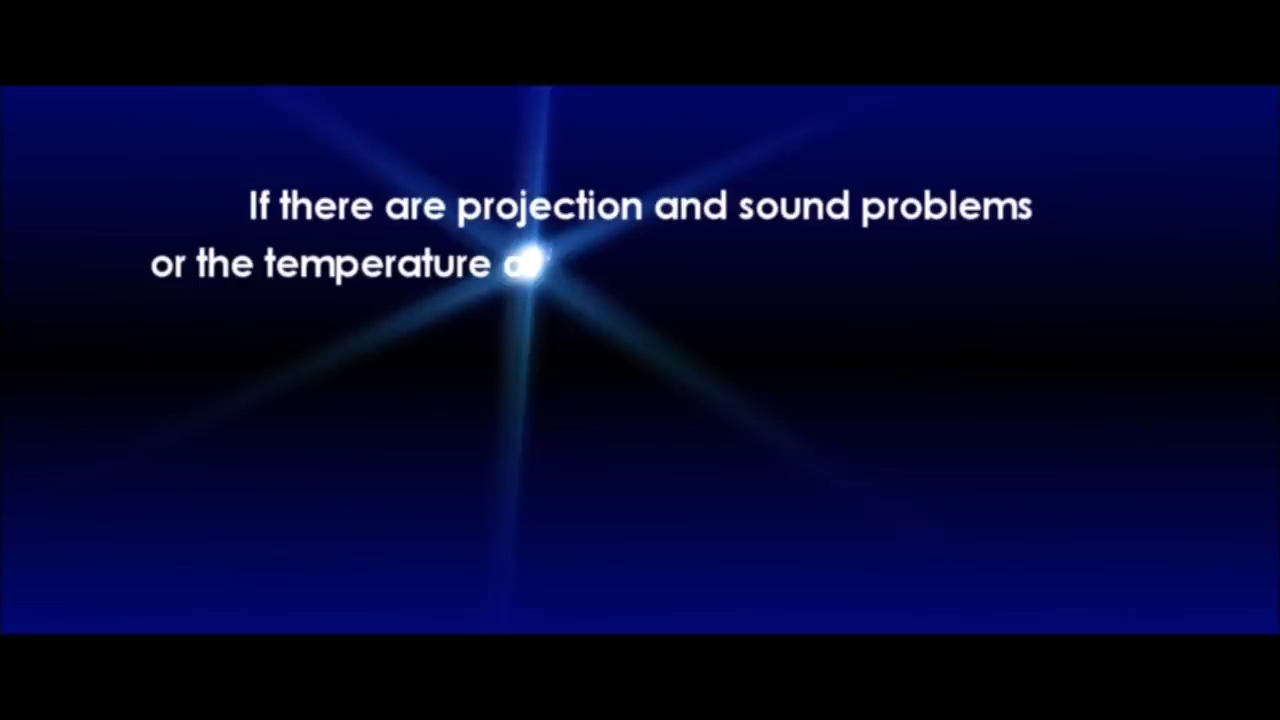 If there are projection and sound problems
or the temperature